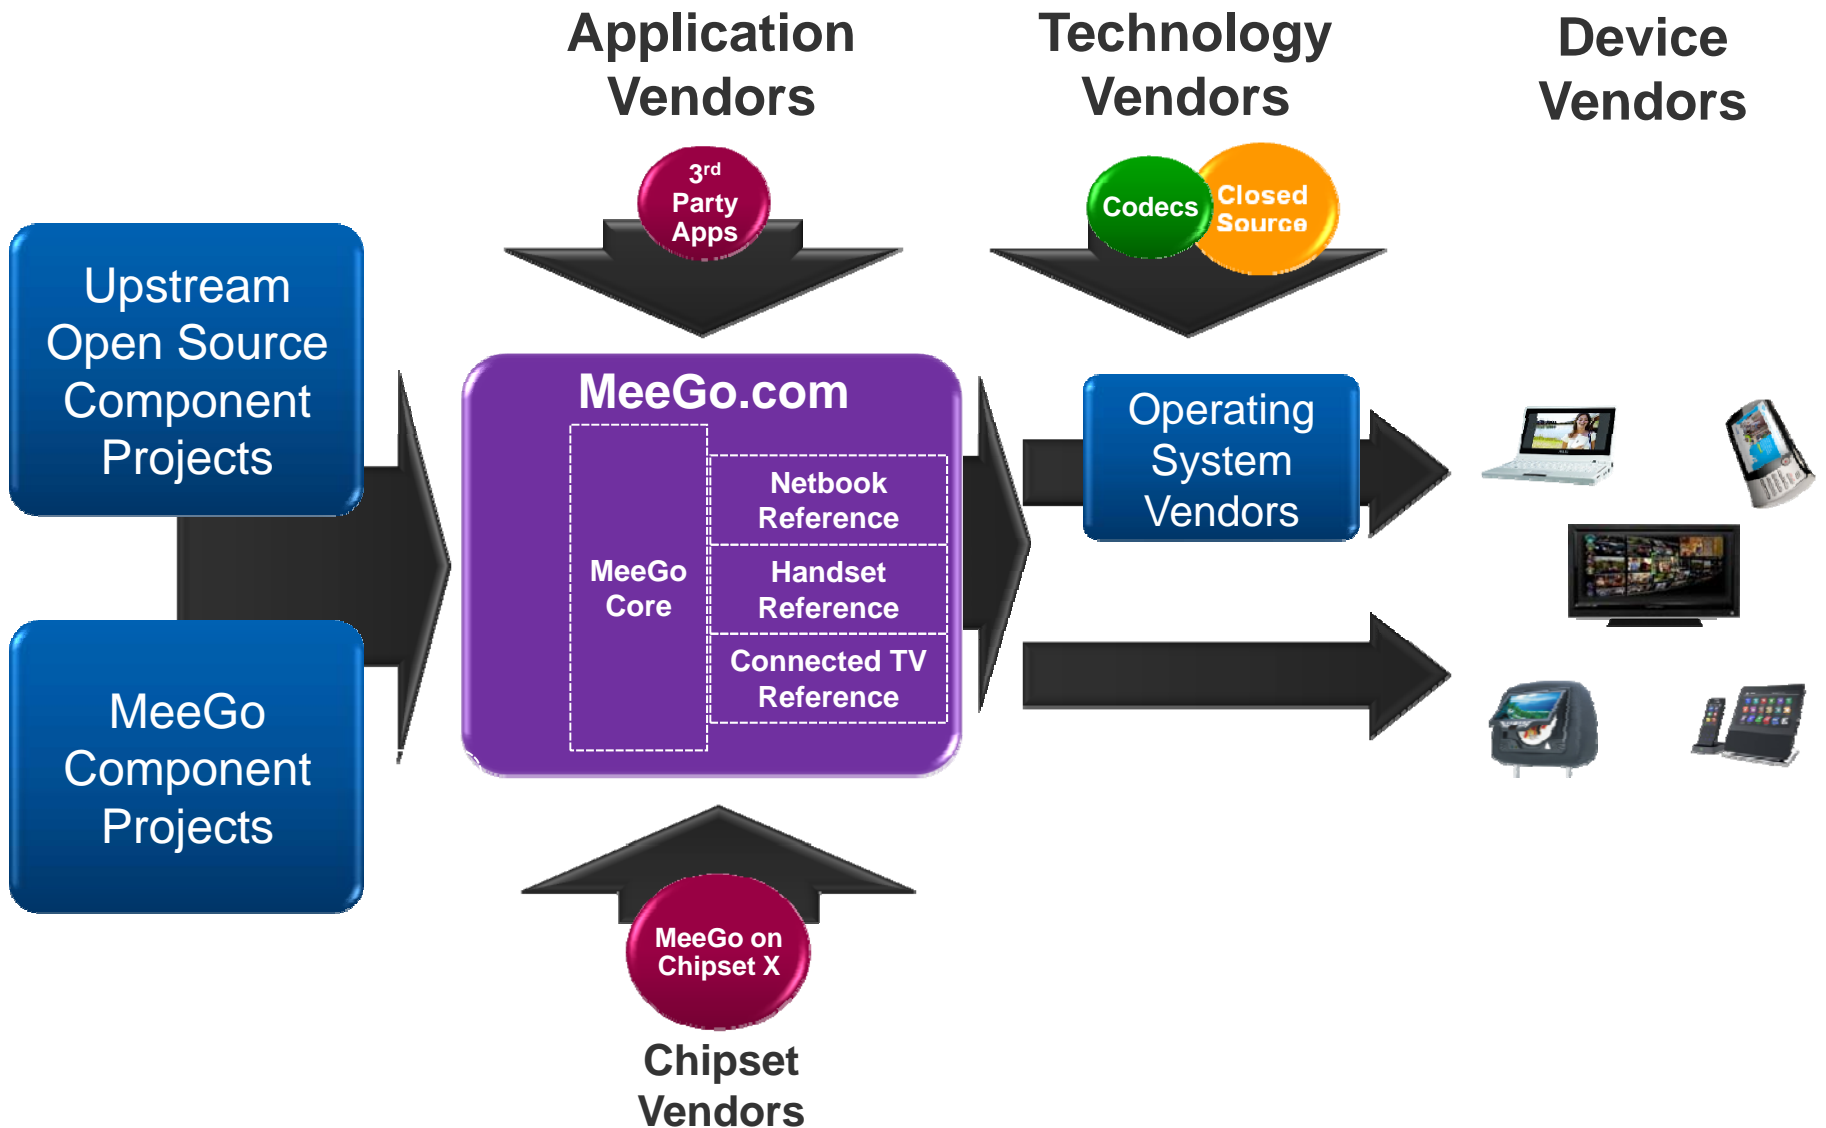 Application
Vendors
Technology
Vendors
Device
Vendors
3rd
Party
Apps
Codecs
Closed
Source
Upstream
Open Source
Component
Projects
MeeGo
Component
Projects
MeeGo.com
MeeGo
Core
Netbook
Reference
Handset
Reference
Connected TV
Reference
Operating
System
Vendors
MeeGo on
Chipset X
Chipset
Vendors